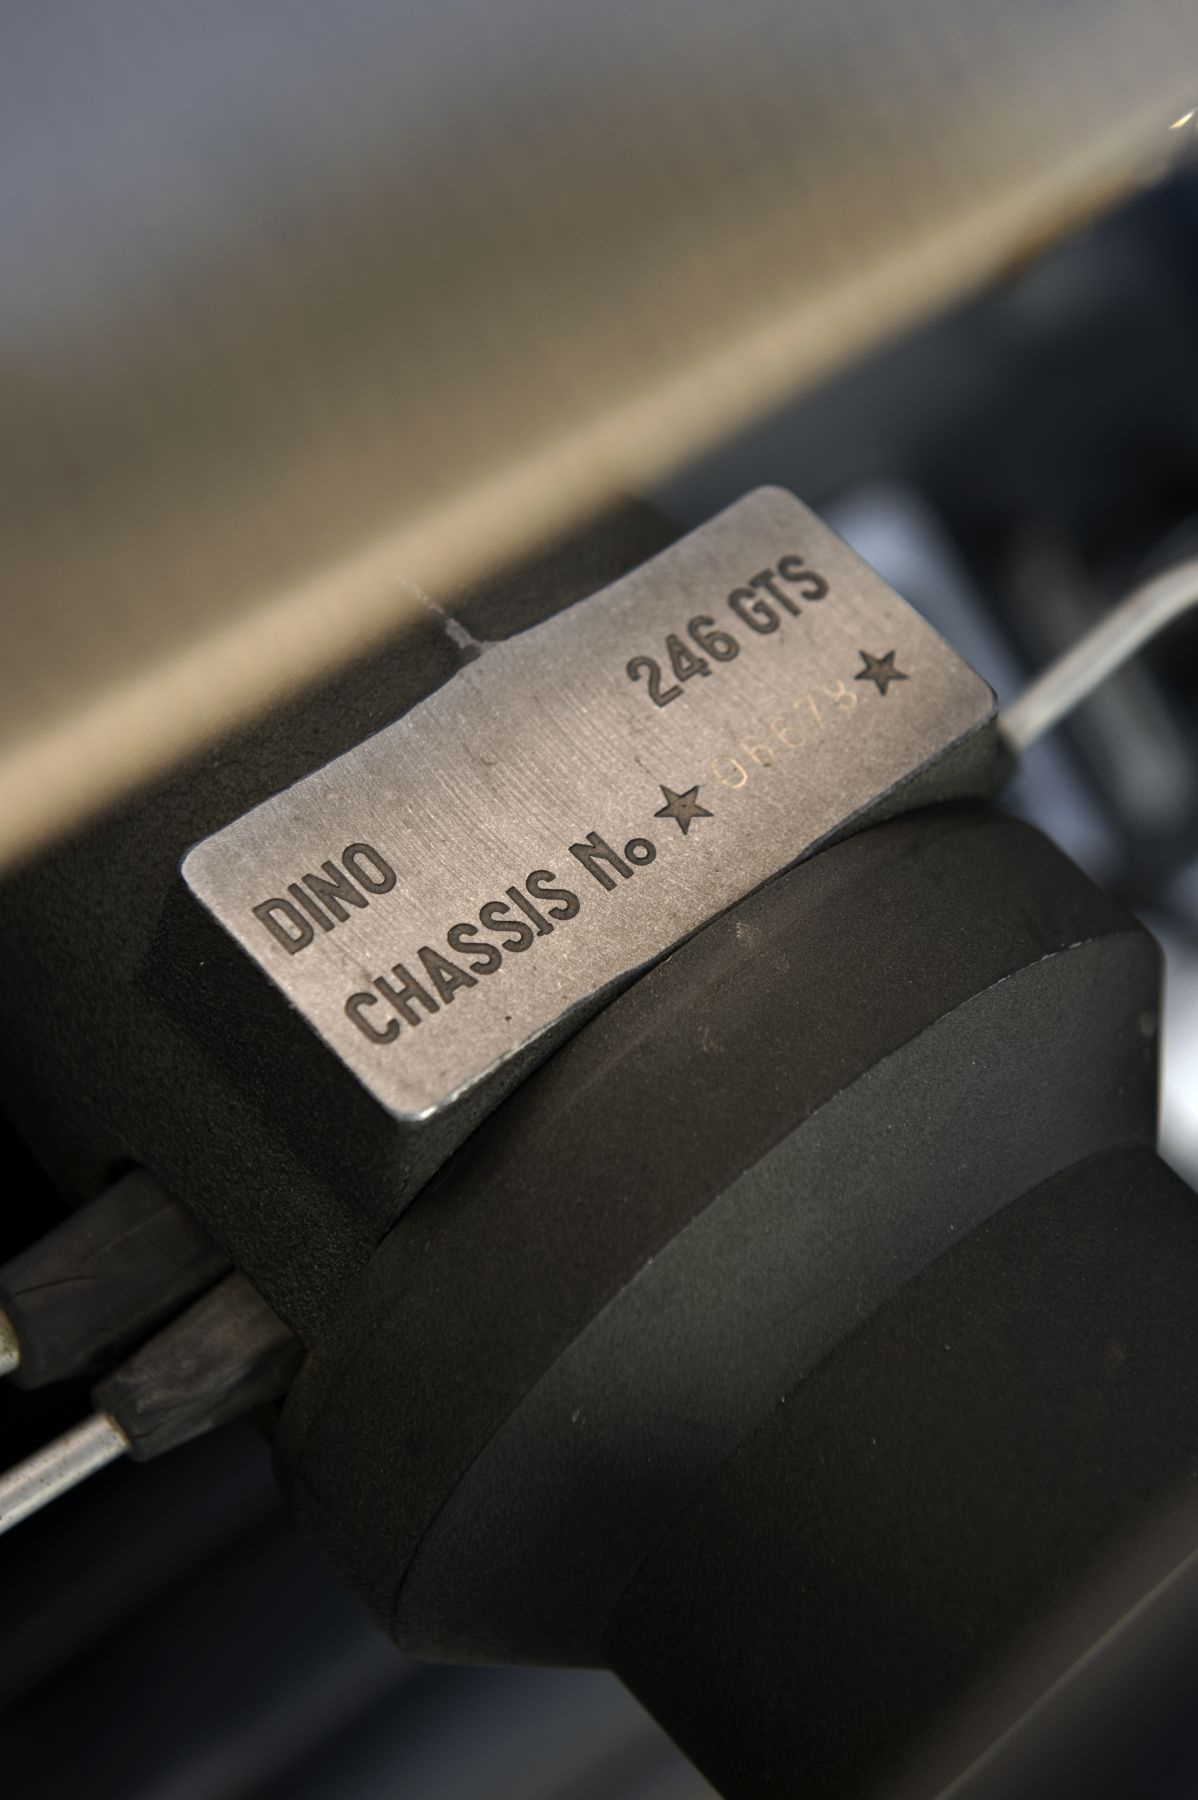 DINO 246 GTS
CHASSIS No ★ 06678 ★